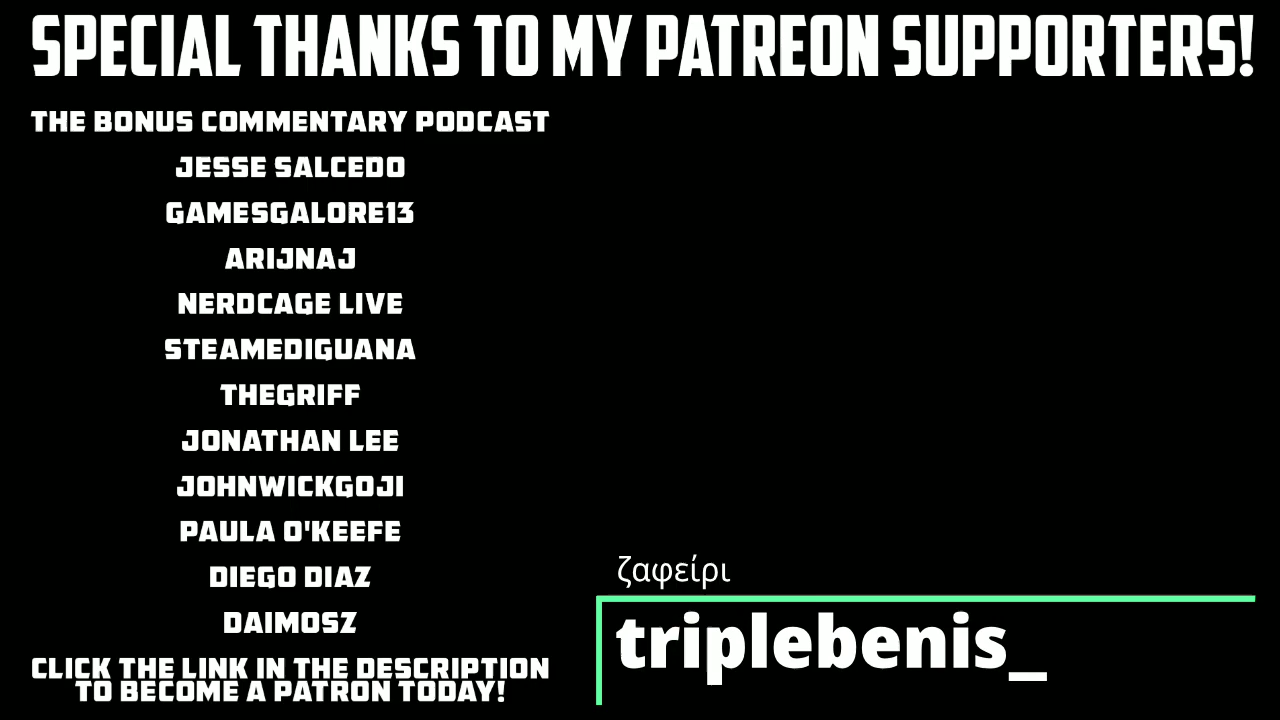 SPECIAL THANKS TO MY PATREON SUPPORTERS!
THE BONUS COMMENTARY PODCAST
JESSE SALCEDO
GAMESGALORE13
ARIJNAJ
NERDCAGE LIVE
STEAMEDIGUANA
THEGRIFF
JONATHAN LEE
JOHNWICKGOJI
PAULA O'KEEFE
DIEGO DIAZ
DAIMOSZ
CLICK THE LINK IN THE DESCRIPTION
TO BECOME A PATRON TODAY!
ζαφείρι
triplebenis_